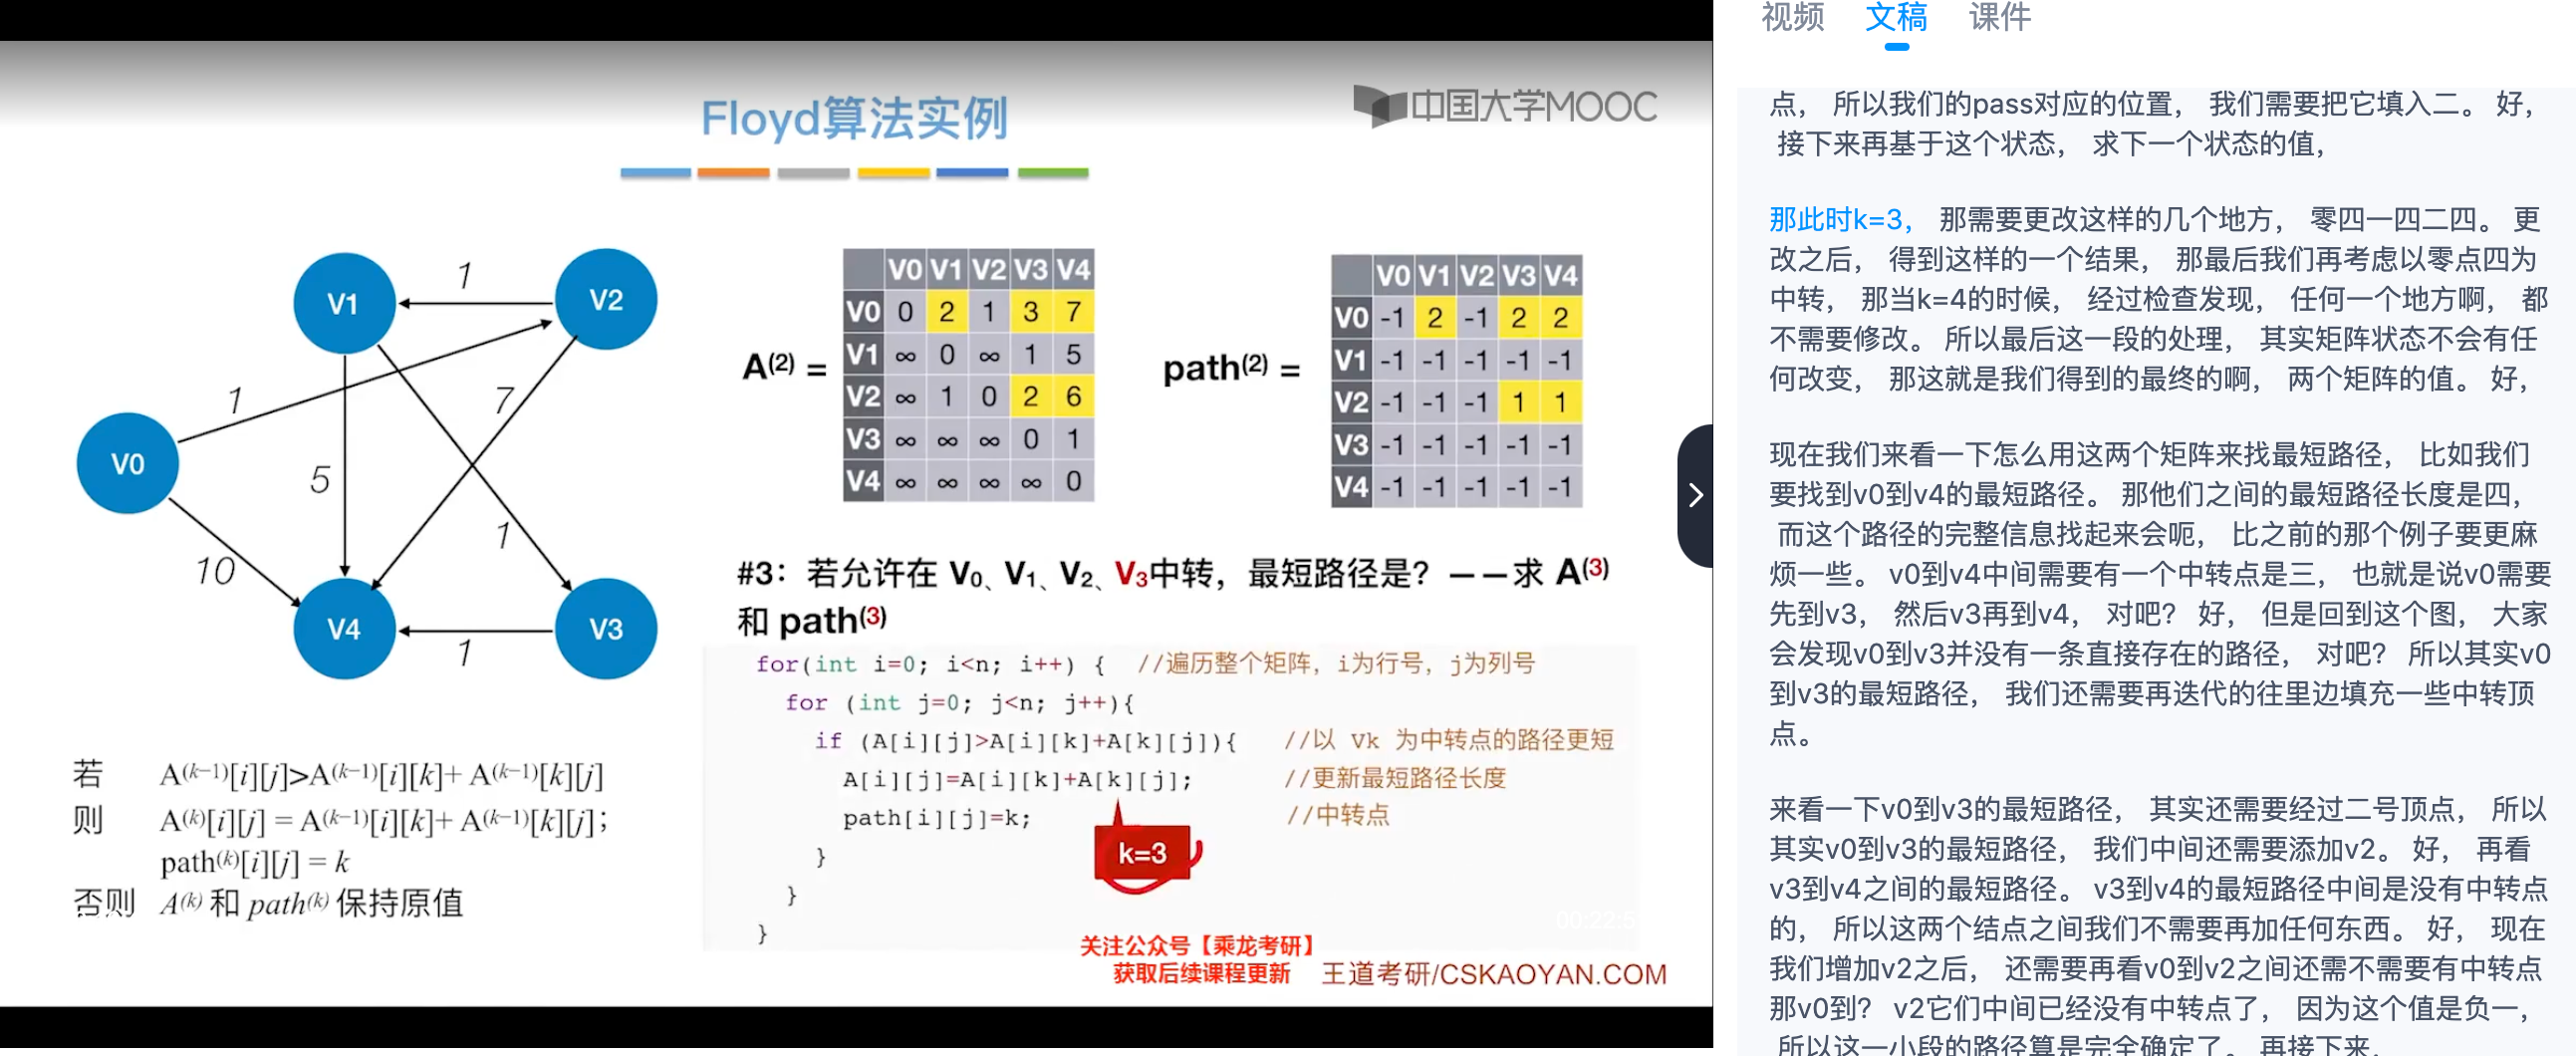 Floyd算法实例
中国大学MOOC
V1
V2
V0
V4
V3
1
1
7
5
1
10
1
A(2) =
V0 V1 V2 V3 V4
V0 0 2 1 3 7
V1 ∞ 0 ∞ 1 5
V2 ∞ 1 0 2 6
V3 ∞ ∞ ∞ 0 1
V4 ∞ ∞ ∞ ∞ 0
path(2) =
V0 V1 V2 V3 V4
V0 -1 2 -1 2 2
V1 -1 -1 -1 -1 -1
V2 -1 -1 -1 1 1
V3 -1 -1 -1 -1 -1
V4 -1 -1 -1 -1 -1
#3：若允许在 V0、V1、V2、V3中转，最短路径是？——求 A(3)
和 path(3)
for(int i=0; i<n; i++) { //遍历整个矩阵，i为行号，j为列号
for (int j=0; j<n; j++){
if (A[i][j]>A[i][k]+A[k][j]){ //以 Vk 为中转点的路径更短
A[i][j]=A[i][k]+A[k][j]; //更新最短路径长度
path[i][j]=k; //中转点
}
}
}
k=3
若 A(k−1)[i][j]>A(k−1)[i][k]+ A(k−1)[k][j]
则 A(k)[i][j] = A(k−1)[i][k]+ A(k−1)[k][j]；
path(k)[i][j] = k
否则 A(k) 和 path(k) 保持原值
关注公众号【乘龙考研】
获取后续课程更新
王道考研/CSKAOYAN.COM
视频 文稿 课件
点， 所以我们的pass对应的位置， 我们需要把它填入二。 好，
接下来再基于这个状态， 求下一个状态的值，
那此时k=3， 那需要更改这样的几个地方， 零四一四二四。 更
改之后， 得到这样的一个结果， 那最后我们再考虑以零点四为
中转， 那当k=4的时候， 经过检查发现， 任何一个地方啊， 都
不需要修改。 所以最后这一段的处理， 其实矩阵状态不会有任
何改变， 那这就是我们得到的最终的啊， 两个矩阵的值。 好，
现在我们来看一下怎么用这两个矩阵来找最短路径， 比如我们
要找到v0到v4的最短路径。 那他们之间的最短路径长度是四，
而这个路径的完整信息找起来会呃， 比之前的那个例子要更麻
烦一些。 v0到v4中间需要有一个中转点是三， 也就是说v0需要
先到v3， 然后v3再到v4， 对吧？ 好， 但是回到这个图， 大家
会发现v0到v3并没有一条直接存在的路径， 对吧？ 所以其实v0
到v3的最短路径， 我们还需要再迭代的往里边填充一些中转顶
点。
来看一下v0到v3的最短路径， 其实还需要经过二号顶点， 所以
其实v0到v3的最短路径， 我们中间还需要添加v2。 好， 再看
v3到v4之间的最短路径。 v3到v4的最短路径中间是没有中转点
的， 所以这两个结点之间我们不需要再加任何东西。 好， 现在
我们增加v2之后， 还需要再看v0到v2之间还需不需要有中转点
那v0到？ v2它们中间已经没有中转点了， 因为这个值是负一，
所以这一小段的路径算是完全确定了。 再接下来，